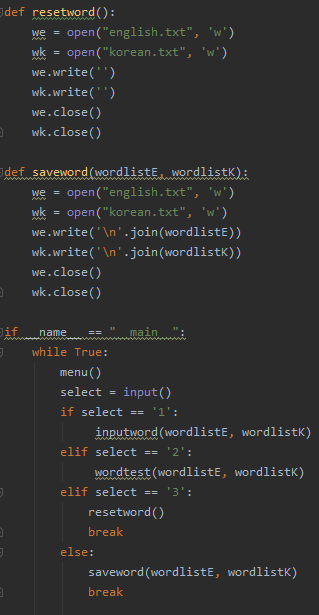 def resetword():
    we = open("english.txt", 'w')
    wk = open("korean.txt", 'w')
    we.write('')
    wk.write('')
    we.close()
    wk.close()

def saveword(wordlistE, wordlistK):
    we = open("english.txt", 'w')
    wk = open("korean.txt", 'w')
    we.write('\n'.join(wordlistE))
    wk.write('\n'.join(wordlistK))
    we.close()
    wk.close()

if __name__ == "__main__":
    while True:
        menu()
        select = input()
        if select == '1':
             inputword(wordlistE, wordlistK)
        elif select == '2':
             wordtest(wordlistE, wordlistK)
        elif select == '3':
            resetword()
            break
        else:
            saveword(wordlistE, wordlistK)
            break